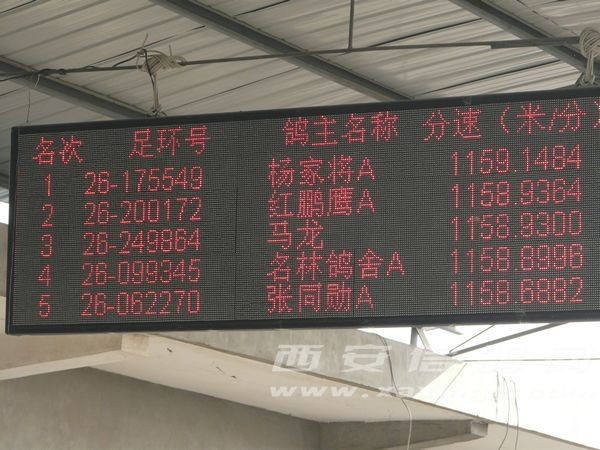 名次 足环号 鸽主名称 分速（米/分）
1 26-175549 杨家将A 1159.1484
2 26-200172 红鹏鹰A 1158.9364
3 26-249864 马龙 1158.9300
4 26-099345 名林鸽舍A 1158.8996
5 26-062270 张同勋A 1158.6882
西安信
www.xa